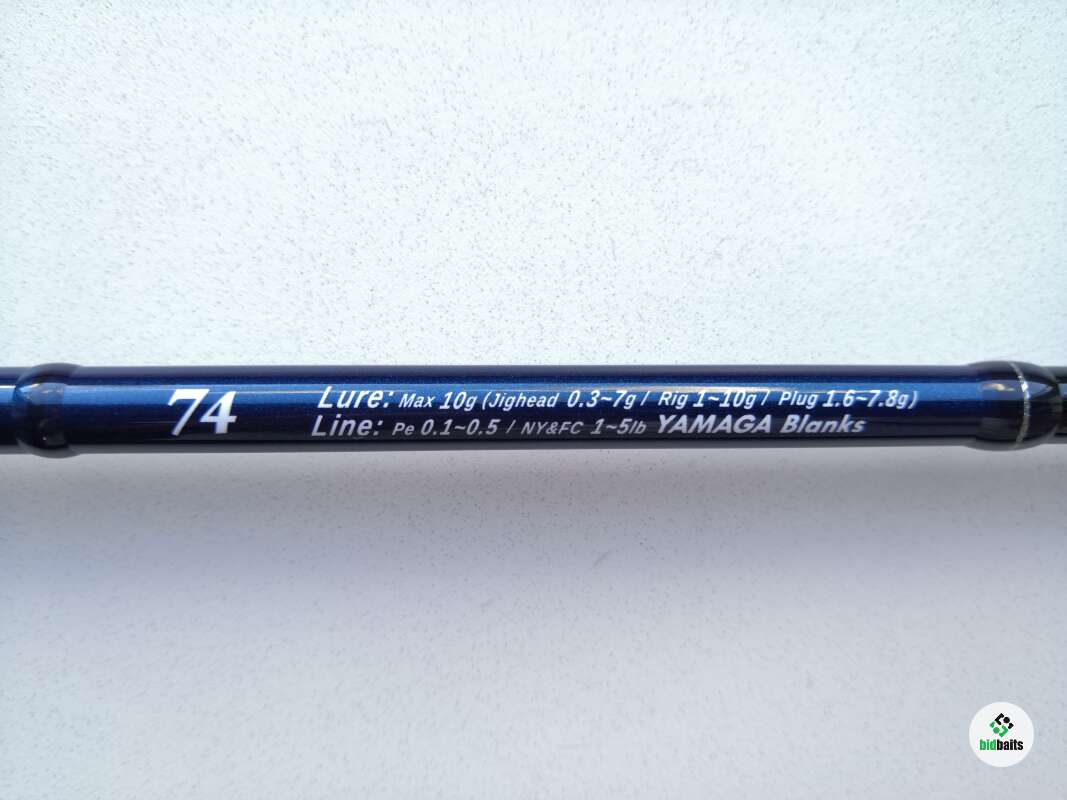 74
Lure: Max 10g (Jighead 0.3~7g / Rig 1~10g / Plug 1.6~7.8g)
Line: Pe 0.1~0.5 / NY&FC 1~5lb YAMAGA Blanks
bidbaits